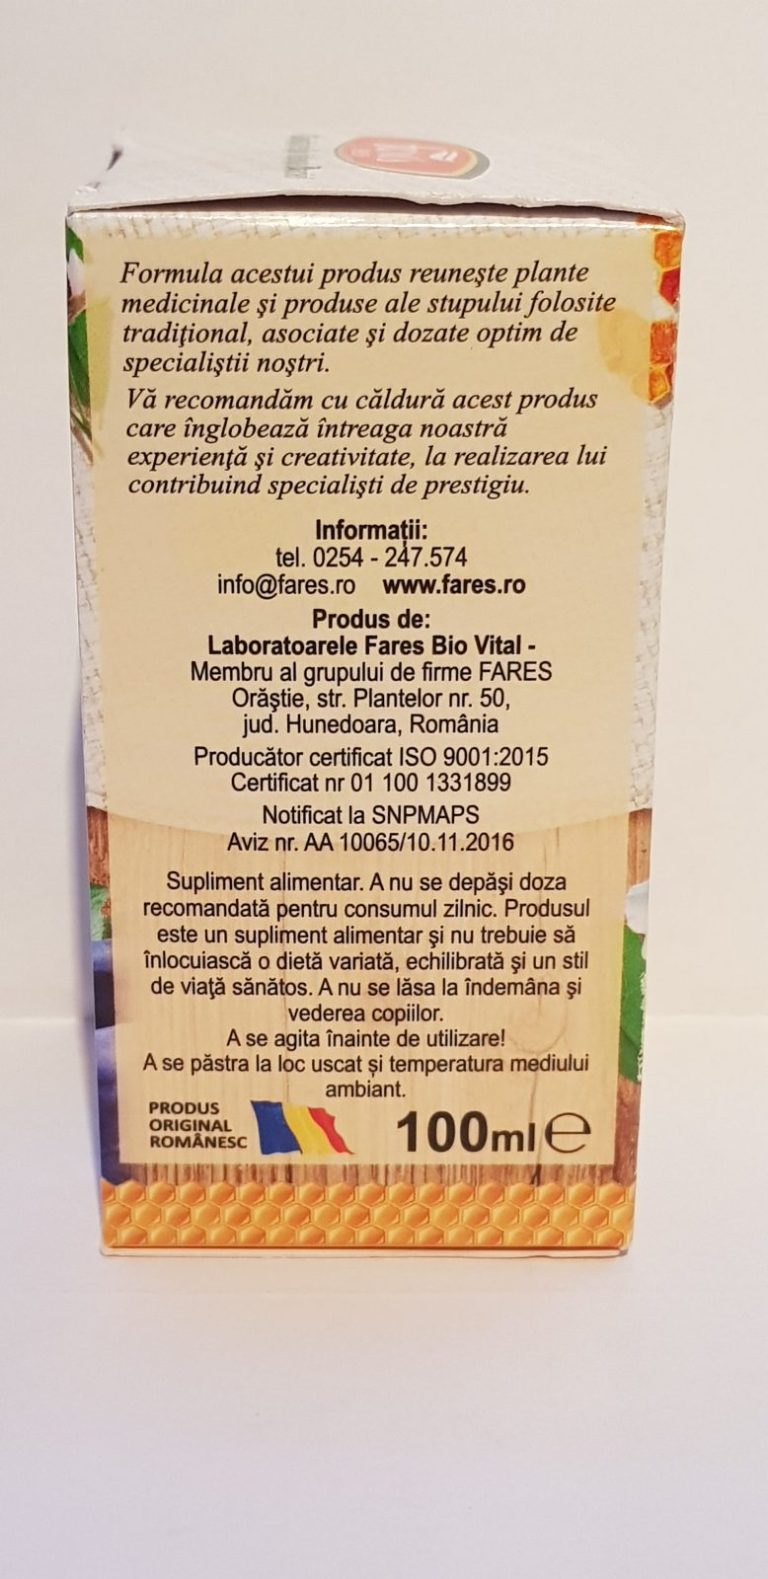 Formula acestui produs reuneşte plante
medicinale şi produse ale stupului folosite
tradiţional, asociate şi dozate optim de
specialiştii noştri.
Vă recomandăm cu căldură acest produs
care înglobează întreaga noastră
experienţă şi creativitate, la realizarea lui
contribuind specialişti de prestigiu.
Informaţii:
tel. 0254 - 247.574
info@fares.ro www.fares.ro
Produs de:
Laboratoarele Fares Bio Vital -
Membru al grupului de firme FARES
Orăştie, str. Plantelor nr. 50,
jud. Hunedoara, România
Producător certificat ISO 9001:2015
Certificat nr 01 100 1331899
Notificat la SNPMAPS
Aviz nr. AA 10065/10.11.2016
Supliment alimentar. A nu se depăşi doza
recomandată pentru consumul zilnic. Produsul
este un supliment alimentar şi nu trebuie să
înlocuiască o dietă variată, echilibrată şi un stil
de viaţă sănătos. A nu se lăsa la îndemâna şi
vederea copiilor.
A se agita înainte de utilizare!
A se păstra la loc uscat și temperatura mediului
ambiant.
PRODUS
ORIGINAL
ROMÂNESC
100ml ℮